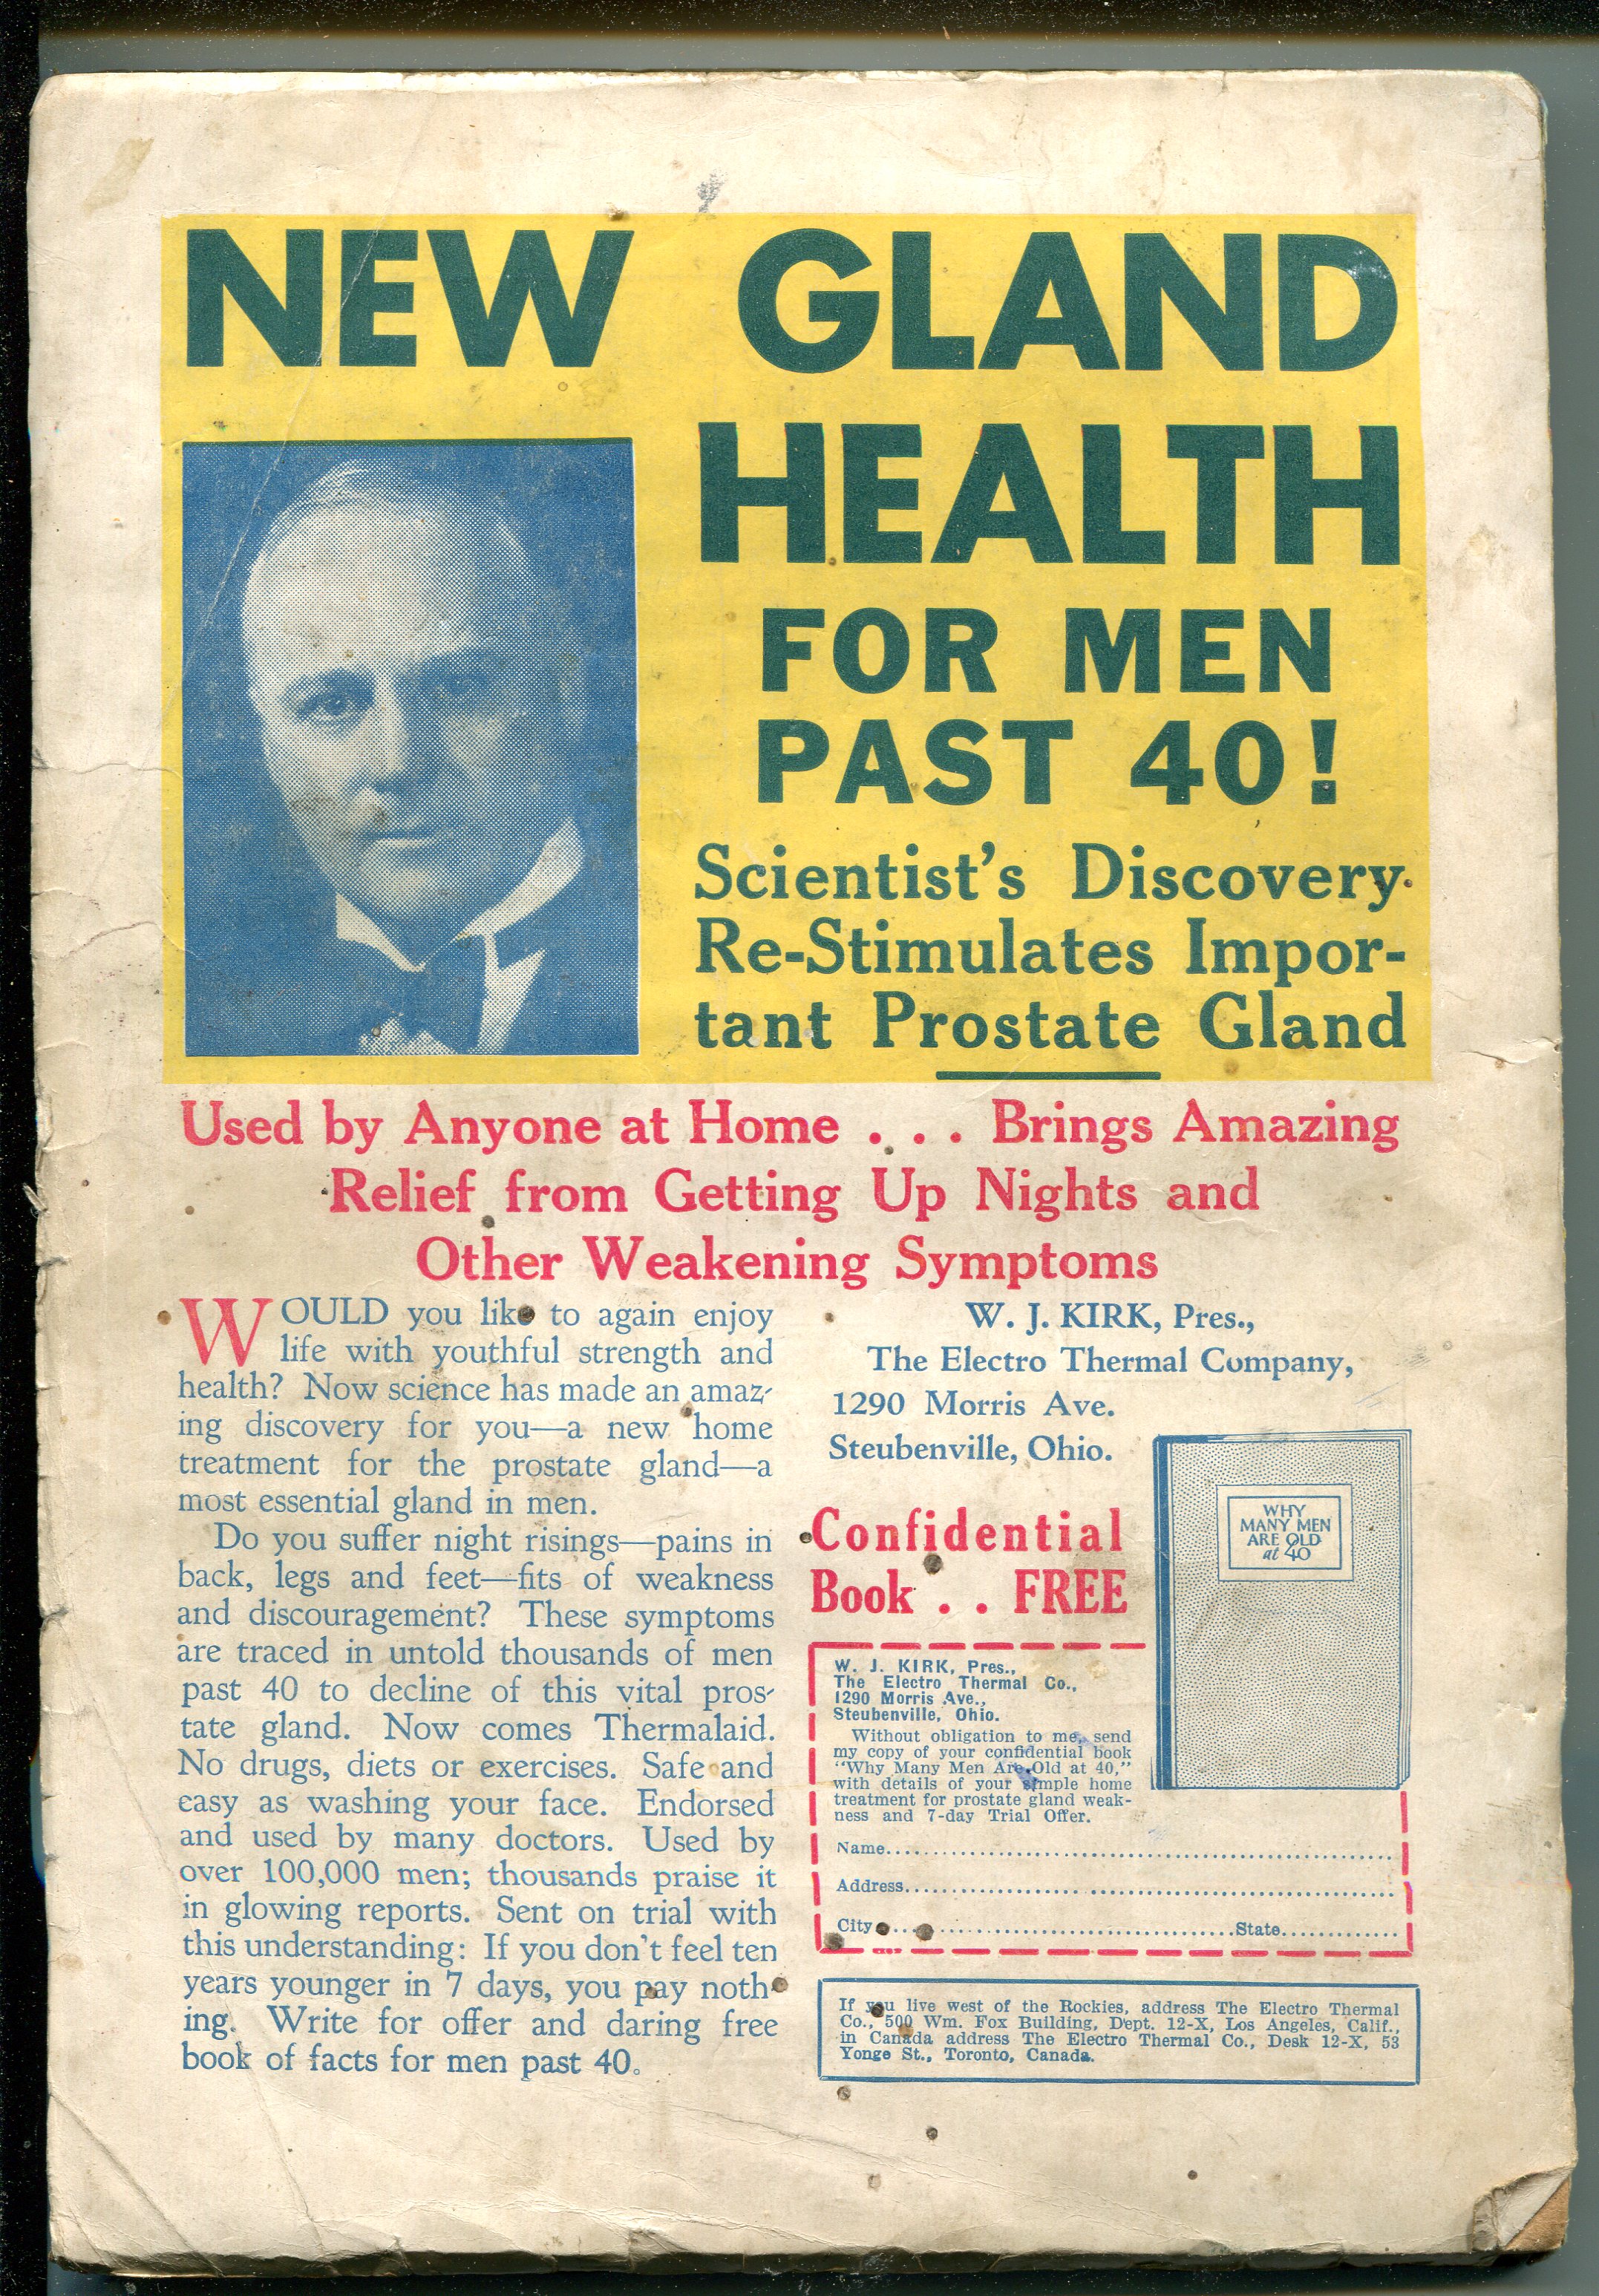 NEW GLAND
HEALTH
FOR MEN
PAST 40!
Scientist's Discovery
Re-Stimulates Impor-
tant Prostate Gland
Used by Anyone at Home . . . Brings Amazing
Relief from Getting Up Nights and
Other Weakening Symptoms
WOULD you like to again enjoy
life with youthful strength and
health? Now science has made an amaz-
ing discovery for you—a new home
treatment for the prostate gland—a
most essential gland in men.
Do you suffer night risings—pains in
back, legs and feet—fits of weakness
and discouragement? These symptoms
are traced in untold thousands of men
past 40 to decline of this vital pros-
tate gland. Now comes Thermalaid.
No drugs, diets or exercises. Safe and
easy as washing your face. Endorsed
and used by many doctors. Used by
over 100,000 men; thousands praise it
in glowing reports. Sent on trial with
this understanding: If you don't feel ten
years younger in 7 days, you pay noth-
ing. Write for offer and daring free
book of facts for men past 40.
W. J. KIRK, Pres.,
The Electro Thermal Company,
1290 Morris Ave.
Steubenville, Ohio.
Confidential
Book . . FREE
WHY
MANY MEN
ARE OLD
at 40
W. J. KIRK, Pres.,
The Electro Thermal Co.,
1290 Morris Ave.,
Steubenville, Ohio.
Without obligation to me, send
my copy of your confidential book
"Why Many Men Are Old at 40,"
with details of your simple home
treatment for prostate gland weak-
ness and 7-day Trial Offer.
Name
Address
City State
If you live west of the Rockies, address The Electro Thermal
Co., 500 Wm. Fox Building, Dept. 12-X, Los Angeles, Calif.,
in Canada address The Electro Thermal Co., Desk 12-X, 53
Yonge St., Toronto, Canada.